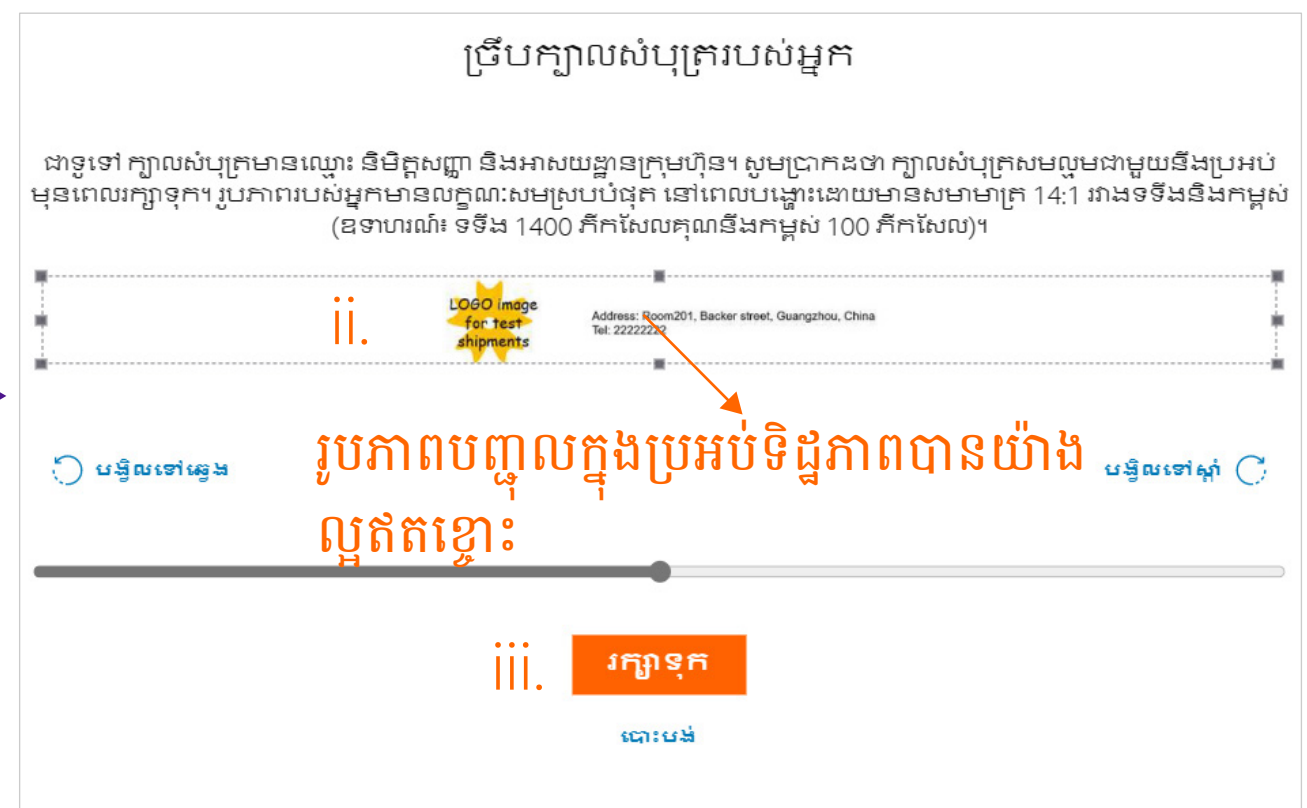 ច្រឹបក្បាលសំបុត្ររបស់អ្នក
ជាទូទៅ ក្បាលសំបុត្រមានឈ្មោះ និមិត្តសញ្ញា និងអាសយដ្ឋានក្រុមហ៊ុន។ សូមប្រាកដថា ក្បាលសំបុត្រសមល្មមជាមួយនឹងប្រអប់
មុនពេលរក្សាទុក។ រូបភាពរបស់អ្នកមានលក្ខណៈសមស្របបំផុត នៅពេលបង្ហោះដោយមានសមាមាត្រ 14:1 រវាងទទឹងនិងកម្ពស់
(ឧទាហរណ៍៖ ទទឹង 1400 ភីកសែលគុណនឹងកម្ពស់ 100 ភីកសែល)។
ii.
LOGO image
for test
shipments
Address: Room201, Backer street, Guangzhou, China
Tel: 22222222
បង្វិលទៅឆ្វេង
រូបភាពបញ្ជុលក្នុងប្រអប់ទិដ្ឋភាពបានយ៉ាង
ល្អឥតខ្ចោះ
បង្វិលទៅស្តាំ
iii.
រក្សាទុក
បោះបង់